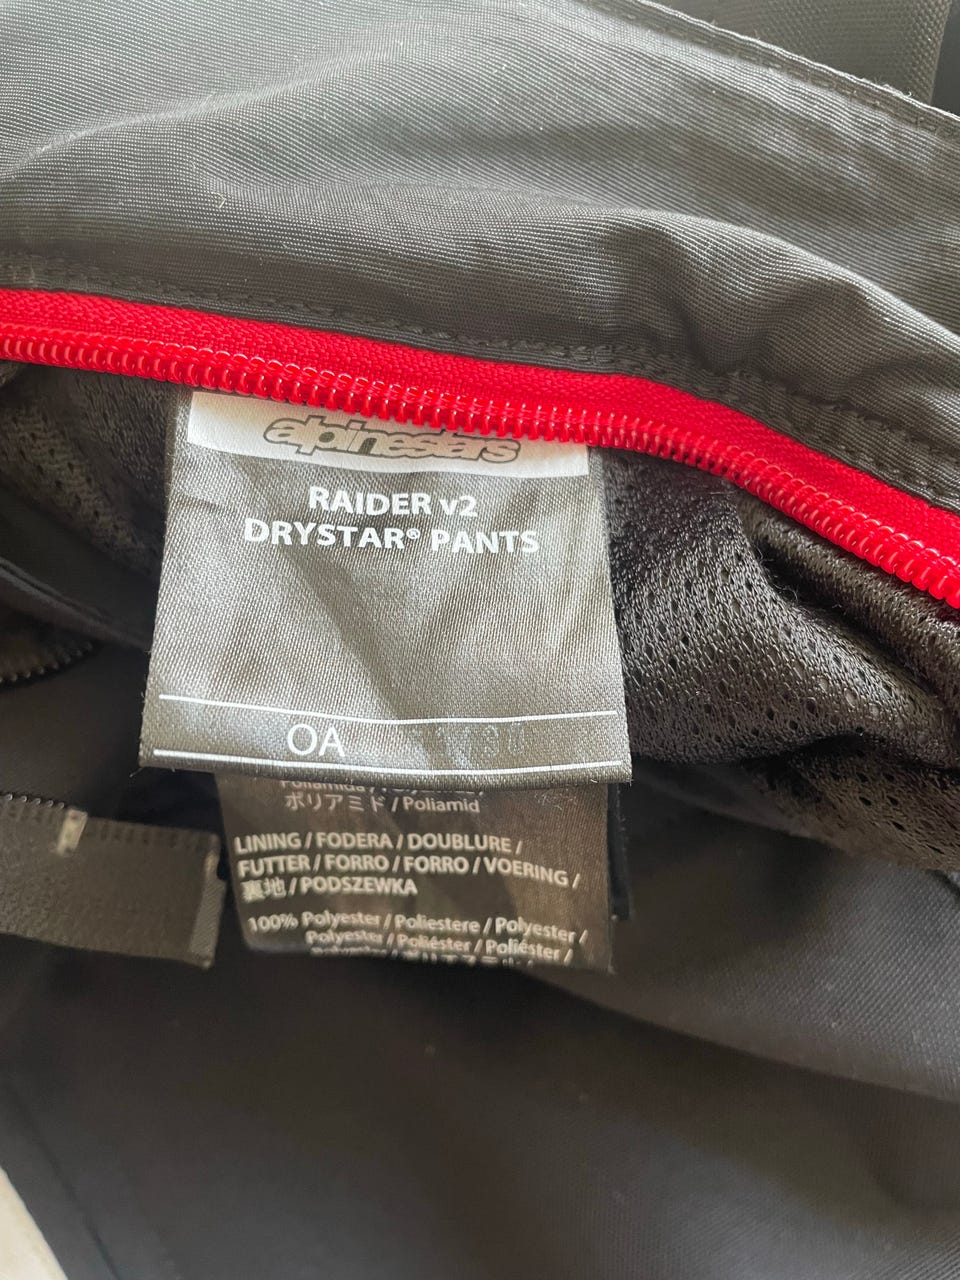 alpinestars
RAIDER v2
DRYSTAR® PANTS
OA
ポリアミド / Poliamid
LINING / FODERA / DOUBLURE /
FUTTER / FORRO / FORRO / VOERING /
裏地 / PODSZEWKA
100% Polyester / Poliestere / Polyester /
Polyester / Poliéster / Poliéster /